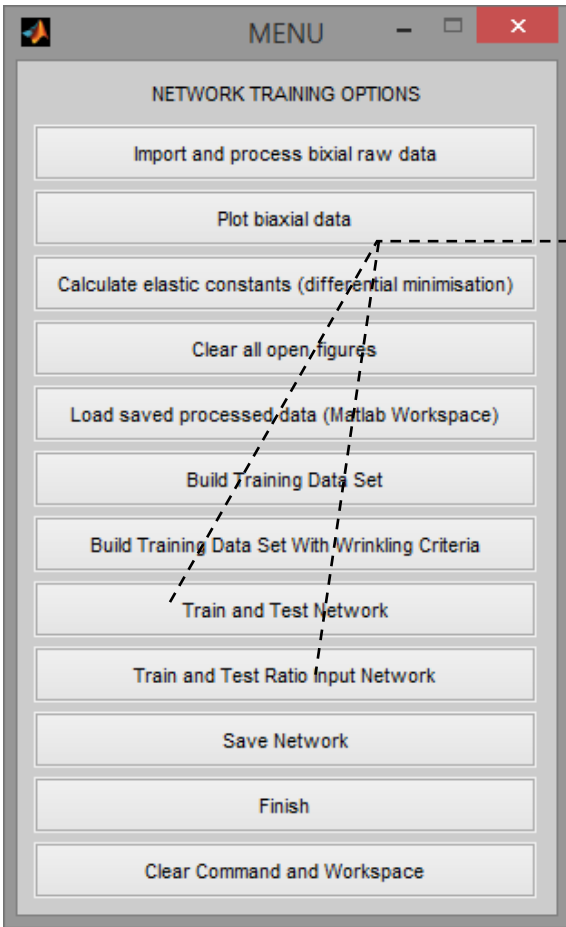 MENU
NETWORK TRAINING OPTIONS
Import and process bixial raw data
Plot biaxial data
Calculate elastic constants (differential minimisation)
Clear all open figures
Load saved processed data (Matlab Workspace)
Build Training Data Set
Build Training Data Set With Wrinkling Criteria
Train and Test Network
Train and Test Ratio Input Network
Save Network
Finish
Clear Command and Workspace